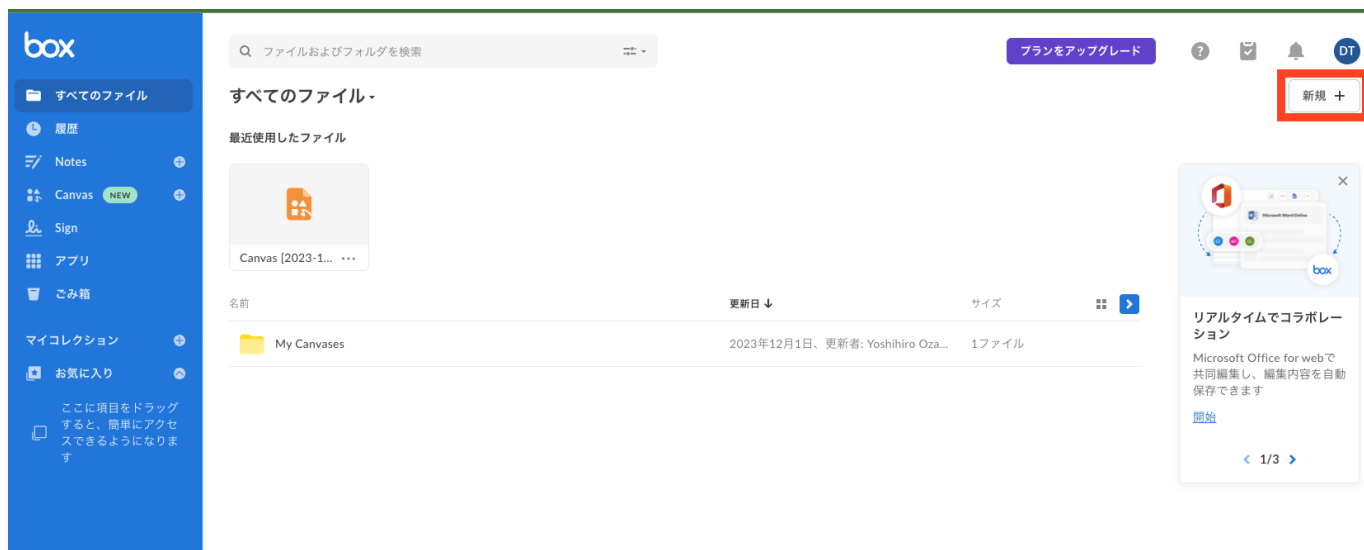 box
すべてのファイル
履歴
Notes
Canvas NEW
Sign
アプリ
ごみ箱
マイコレクション
お気に入り
ここに項目をドラッグ
すると、簡単にアクセ
スできるようになりま
す
ファイルおよびフォルダを検索
プランをアップグレード
DT
すべてのファイル
新規 +
最近使用したファイル
Canvas [2023-1... ...
名前 更新日↓ サイズ
My Canvases 2023年12月1日、更新者: Yoshihiro Oza... 1ファイル
Microsoft Word Online
box
リアルタイムでコラボレー
ション
Microsoft Office for webで
共同編集し、編集内容を自動
保存できます
開始
< 1/3 >